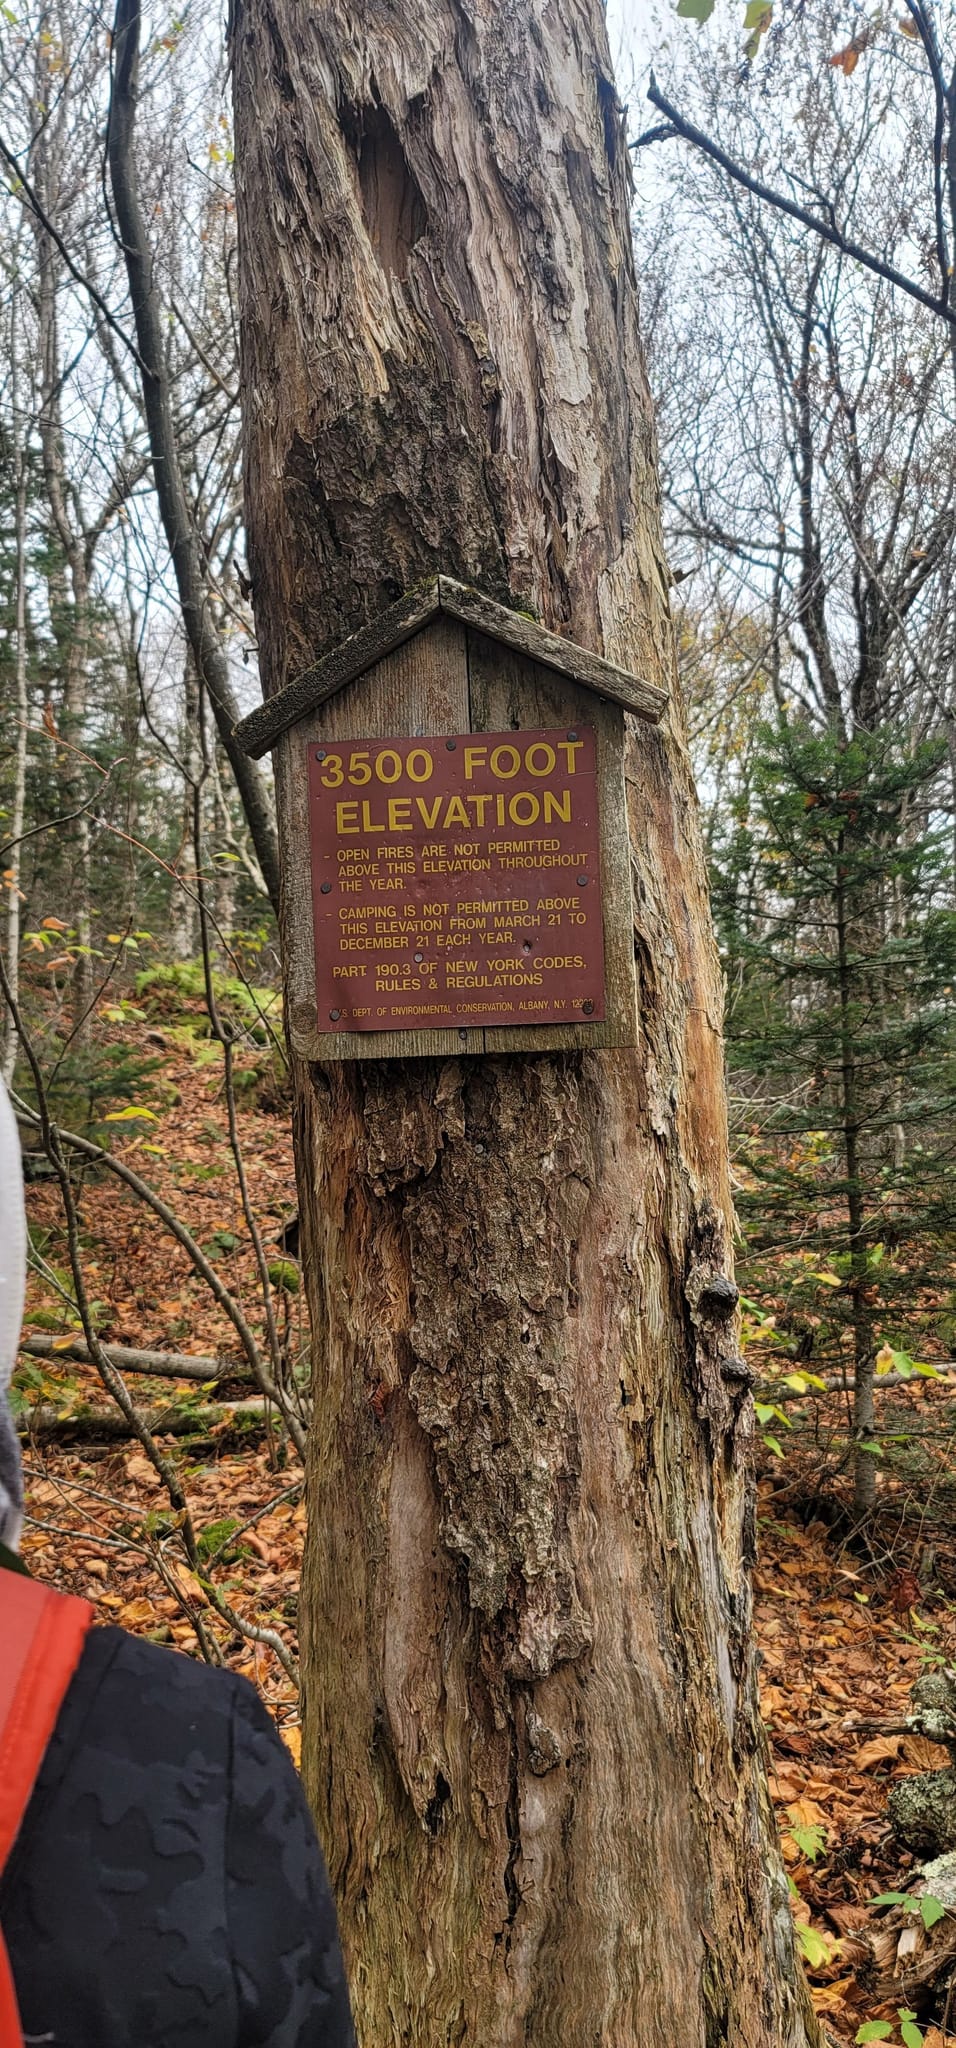 3500 FOOT
ELEVATION
- OPEN FIRES ARE NOT PERMITTED
ABOVE THIS ELEVATION THROUGHOUT
THE YEAR.
- CAMPING IS NOT PERMITTED ABOVE
THIS ELEVATION FROM MARCH 21 TO
DECEMBER 21 EACH YEAR.
PART 190.3 OF NEW YORK CODES,
RULES & REGULATIONS
DEPT. OF ENVIRONMENTAL CONSERVATION, ALBANY, N.Y.